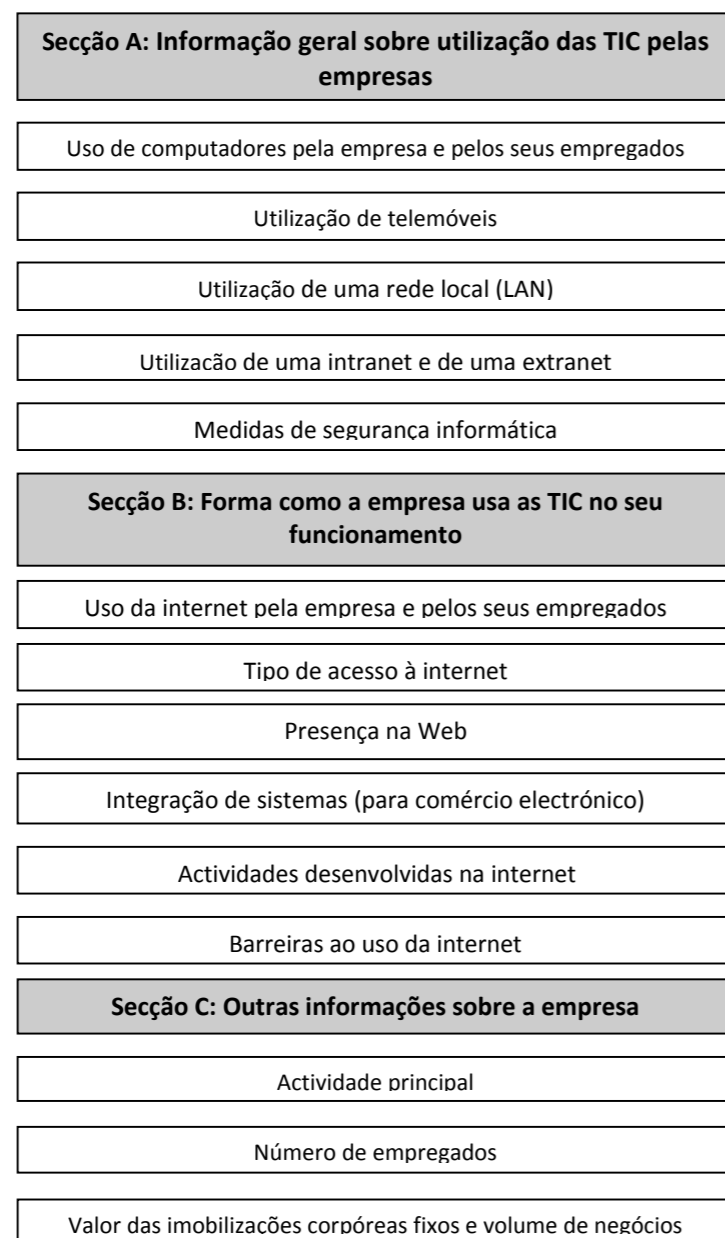 Secção A: Informação geral sobre utilização das TIC pelas
empresas
Uso de computadores pela empresa e pelos seus empregados
Utilização de telemóveis
Utilização de uma rede local (LAN)
Utilização de uma intranet e de uma extranet
Medidas de segurança informática
Secção B: Forma como a empresa usa as TIC no seu
funcionamento
Uso da internet pela empresa e pelos seus empregados
Tipo de acesso à internet
Presença na Web
Integração de sistemas (para comércio electrónico)
Actividades desenvolvidas na internet
Barreiras ao uso da internet
Secção C: Outras informações sobre a empresa
Actividade principal
Número de empregados
Valor das imobilizações corpóreas fixos e volume de negócios